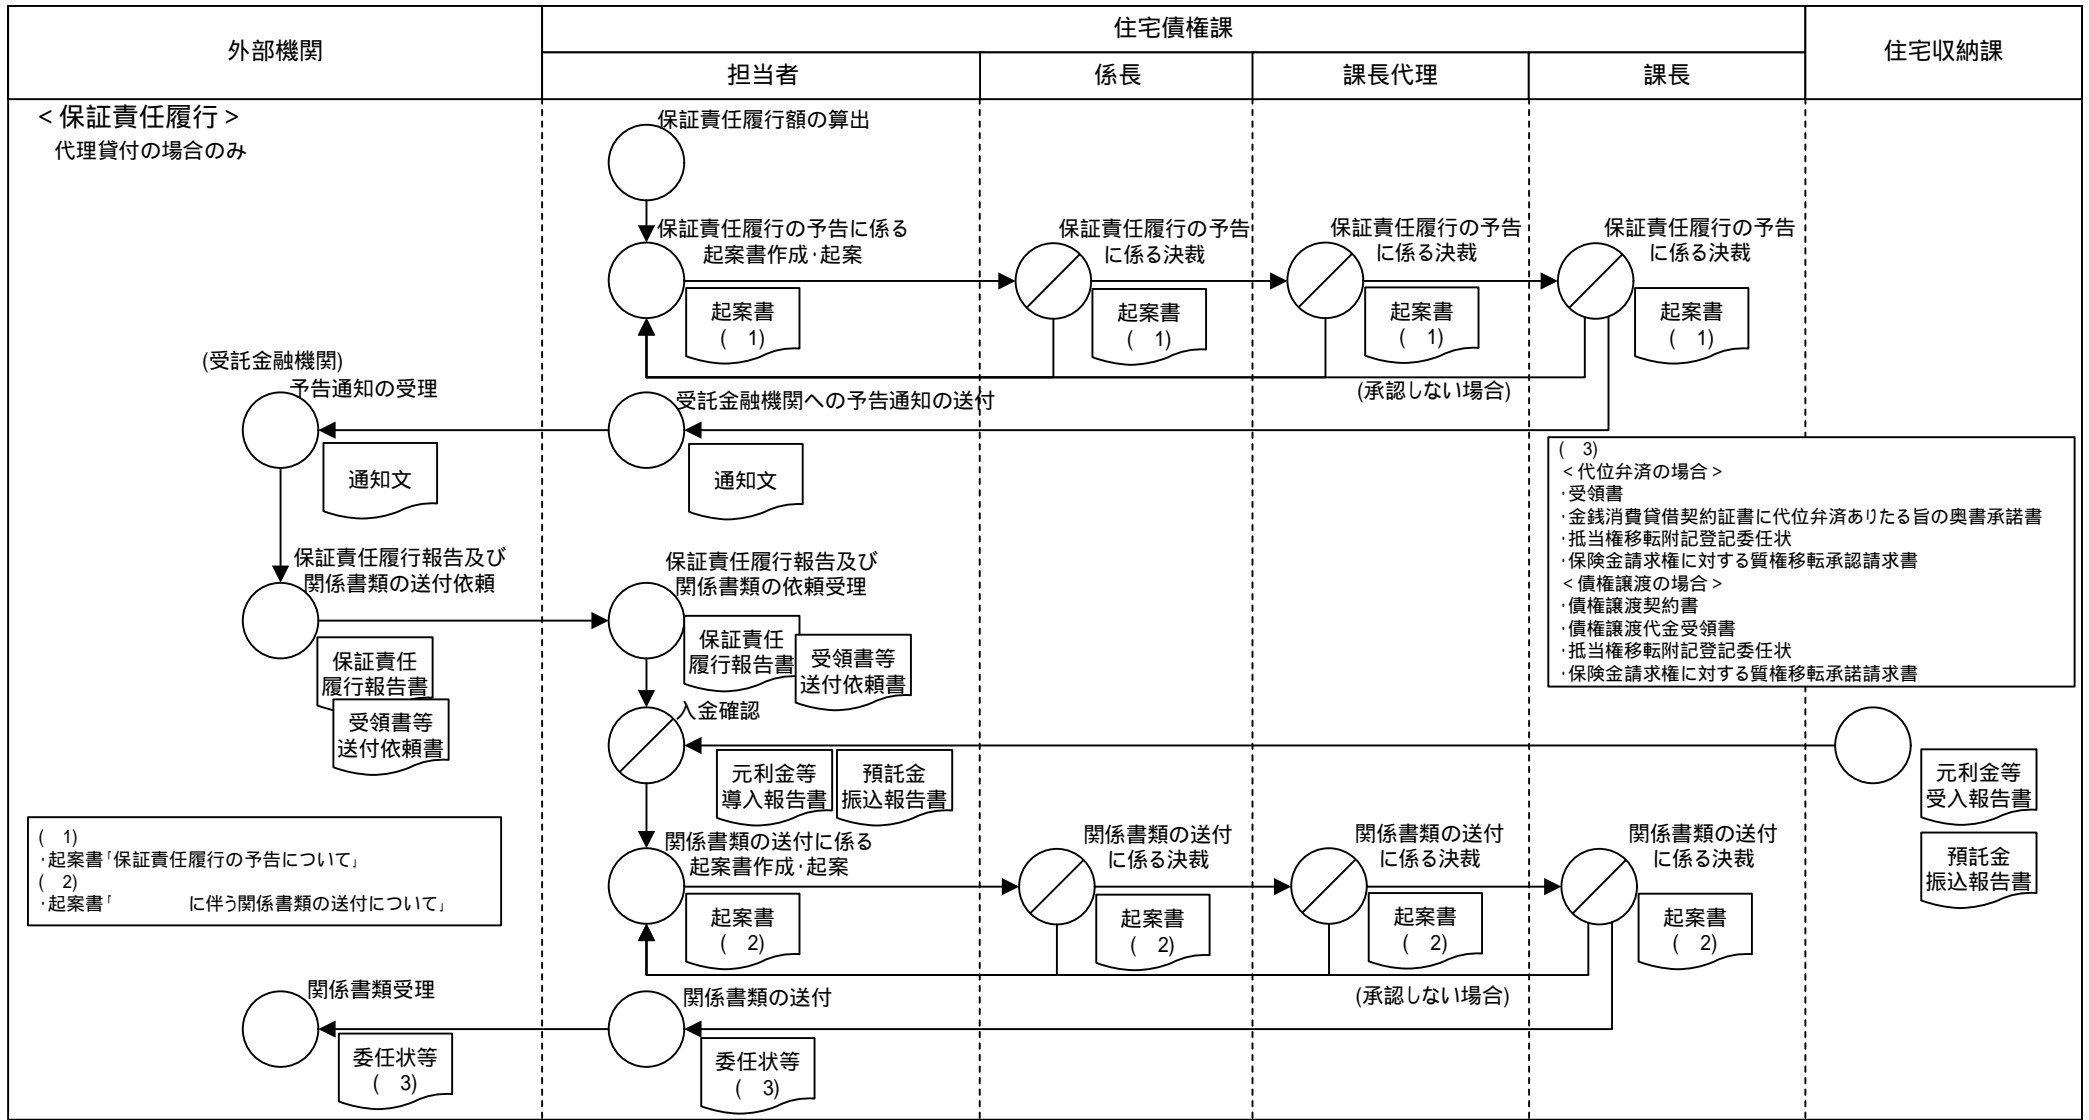 外部機関
住宅債権課
住宅収納課
担当者
係長
課長代理
課長
<保証責任履行>
代理貸付の場合のみ
保証責任履行額の算出
保証責任履行の予告に係る
起案書作成・起案
起案書
( 1)
保証責任履行の予告
に係る決裁
起案書
( 1)
保証責任履行の予告
に係る決裁
起案書
( 1)
保証責任履行の予告
に係る決裁
起案書
( 1)
(承認しない場合)
(受託金融機関)
予告通知の受理
通知文
受託金融機関への予告通知の送付
通知文
( 3)
<代位弁済の場合>
・受領書
・金銭消費貸借契約証書に代位弁済ありたる旨の奥書承諾書
・抵当権移転附記登記委任状
・保険金請求権に対する質権移転承認請求書
<債権譲渡の場合>
・債権譲渡契約書
・債権譲渡代金受領書
・抵当権移転附記登記委任状
・保険金請求権に対する質権移転承諾請求書
保証責任履行報告及び
関係書類の送付依頼
保証責任
履行報告書
受領書等
送付依頼書
保証責任履行報告及び
関係書類の依頼受理
保証責任
履行報告書
受領書等
送付依頼書
入金確認
元利金等
導入報告書
預託金
振込報告書
元利金等
受入報告書
預託金
振込報告書
( 1)
・起案書「保証責任履行の予告について」
( 2)
・起案書「 に伴う関係書類の送付について」
関係書類の送付に係る
起案書作成・起案
起案書
( 2)
関係書類の送付
に係る決裁
起案書
( 2)
関係書類の送付
に係る決裁
起案書
( 2)
関係書類の送付
に係る決裁
起案書
( 2)
(承認しない場合)
関係書類受理
委任状等
( 3)
関係書類の送付
委任状等
( 3)